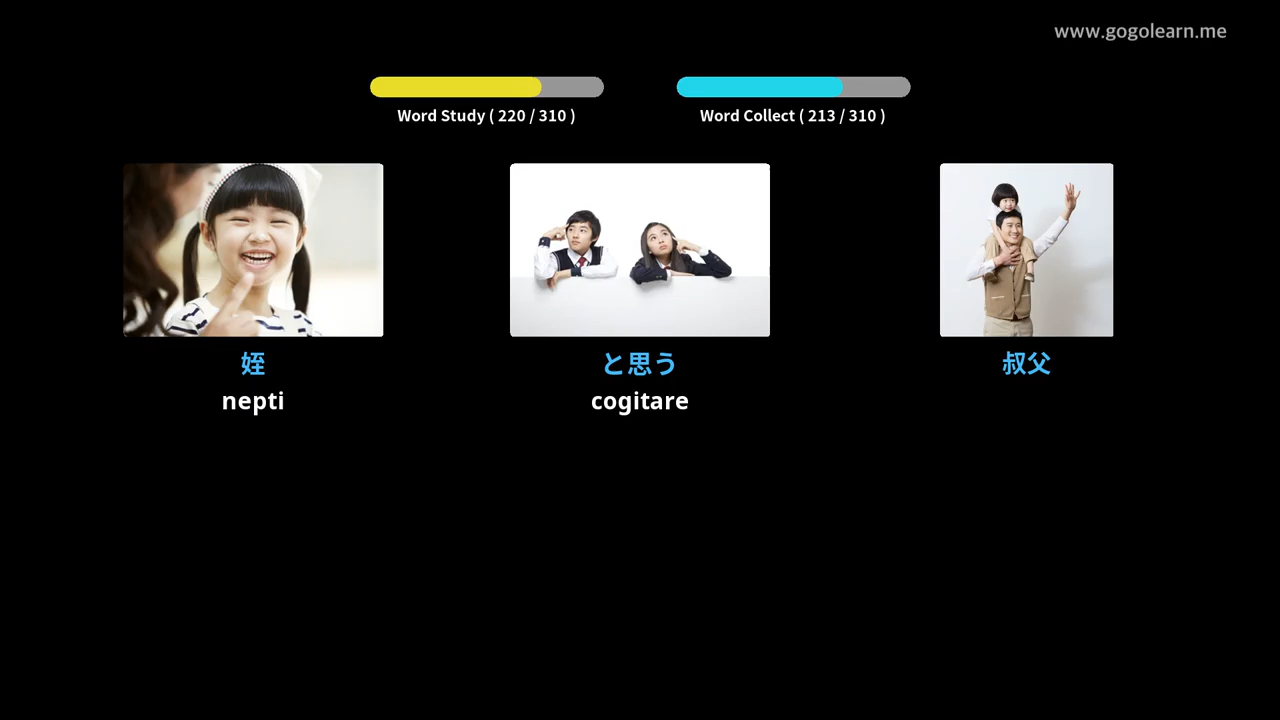 www.gogolearn.me
Word Study ( 220 / 310 )
Word Collect ( 213 / 310 )
姪
nepti
と思う
cogitare
叔父